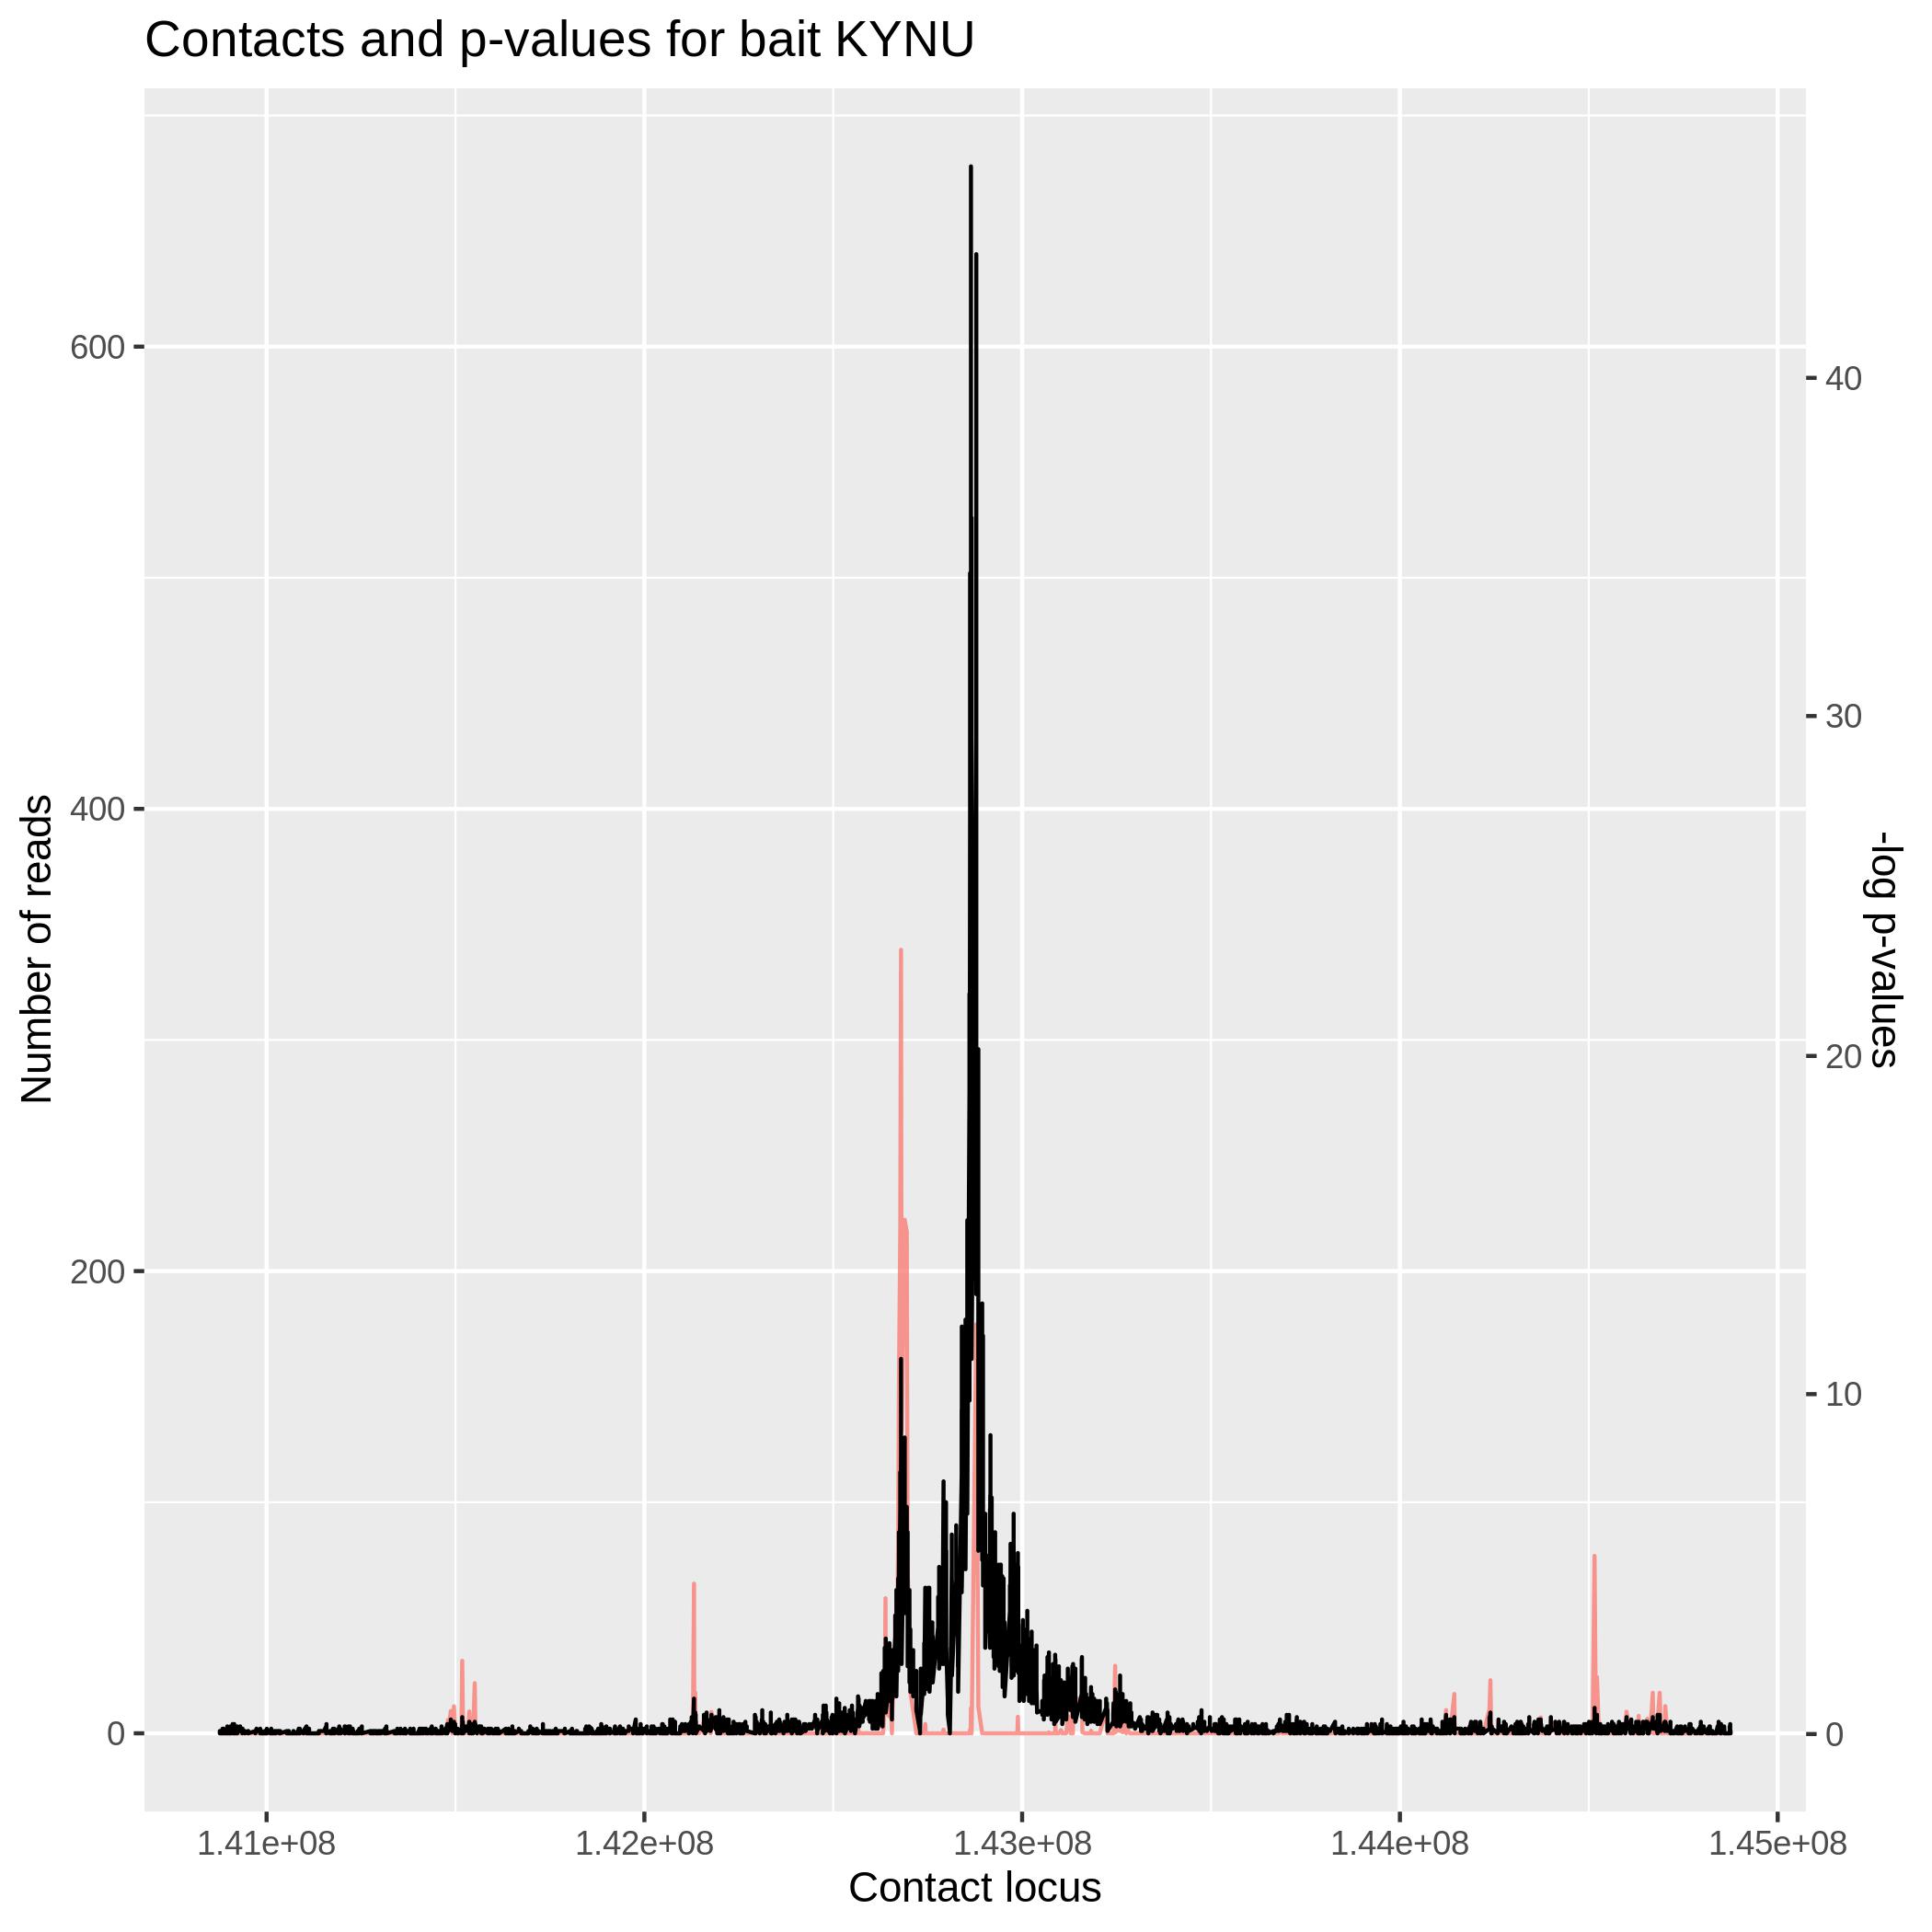 Contacts and p-values for bait KYNU
600
400
200
0
Number of reads
40
30
20
10
0
-log p-values
1.41e+08
1.42e+08
1.43e+08
1.44e+08
1.45e+08
Contact locus